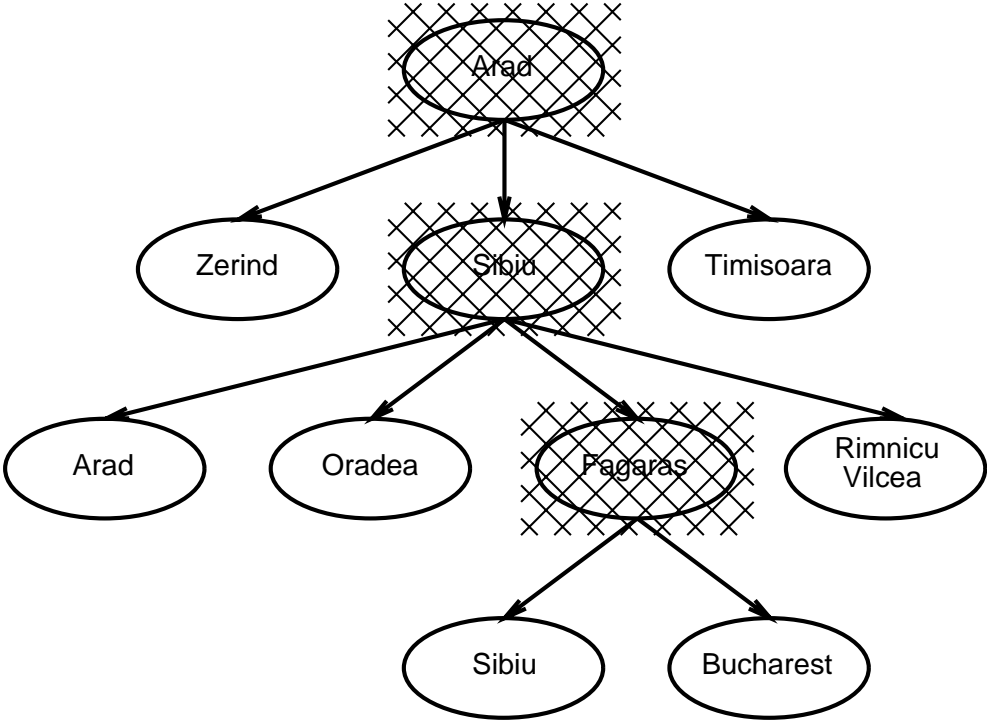 Arad
Zerind
Sibiu
Timisoara
Arad
Oradea
Fagaras
Rimnicu
Vilcea
Sibiu
Bucharest